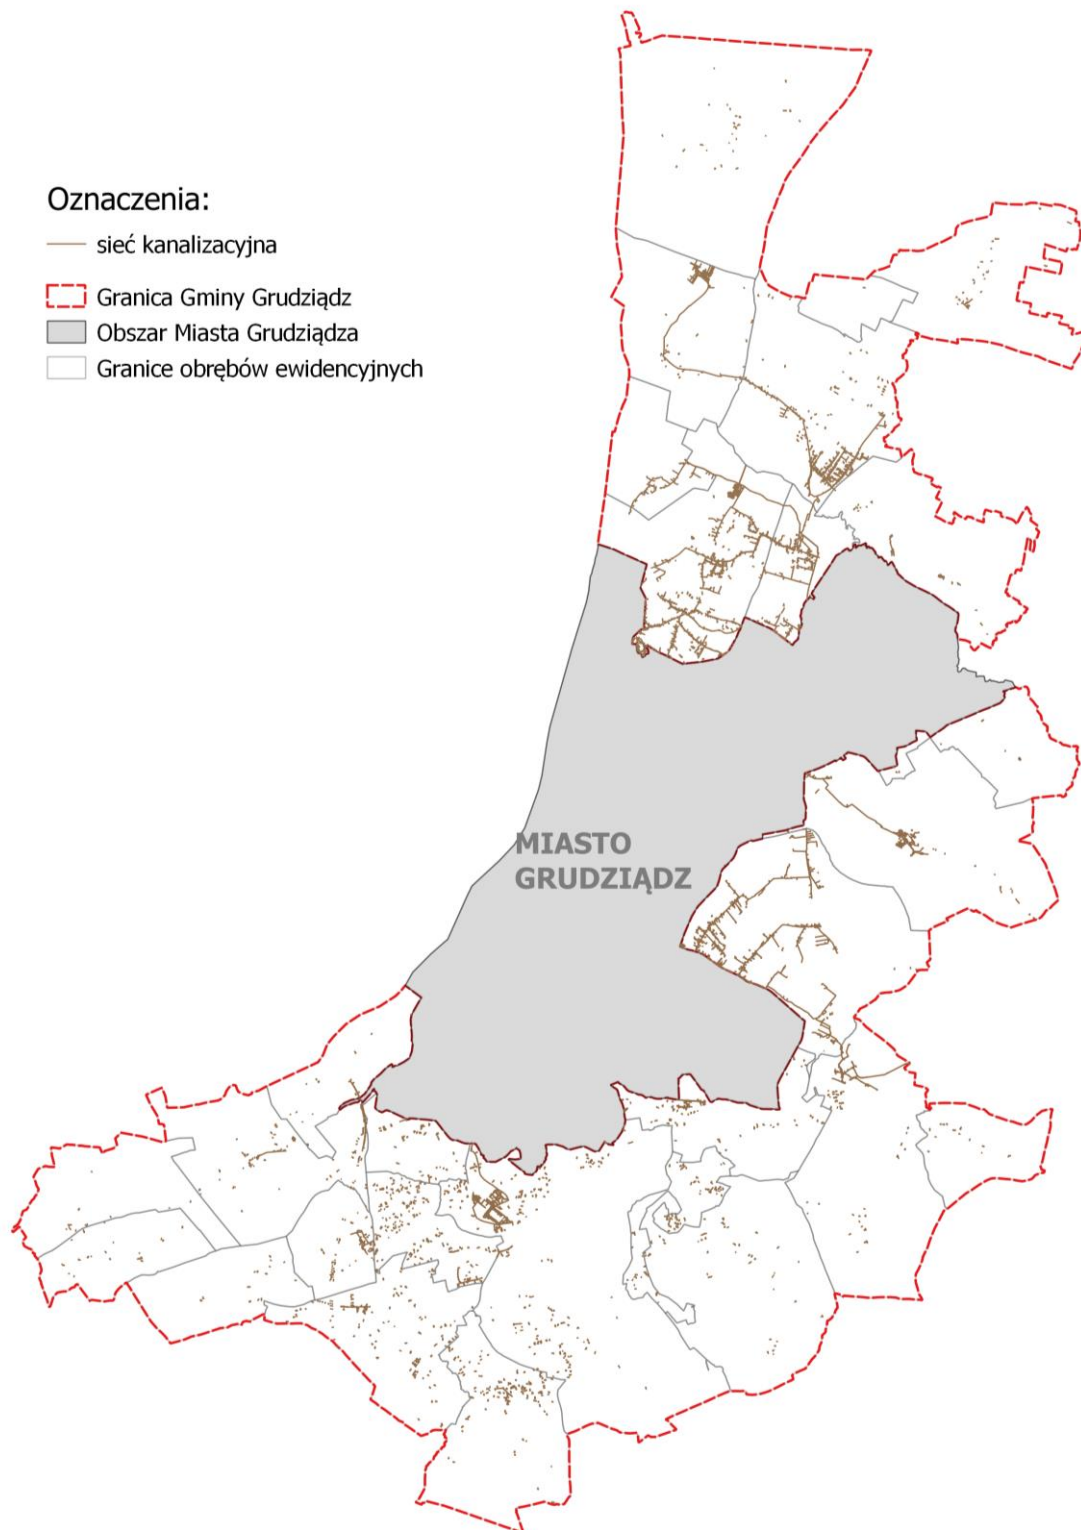 Oznaczenia:
sieć kanalizacyjna
Granica Gminy Grudziądz
Obszar Miasta Grudziądza
Granice obrębów ewidencyjnych
MIASTO
GRUDZIĄDZ